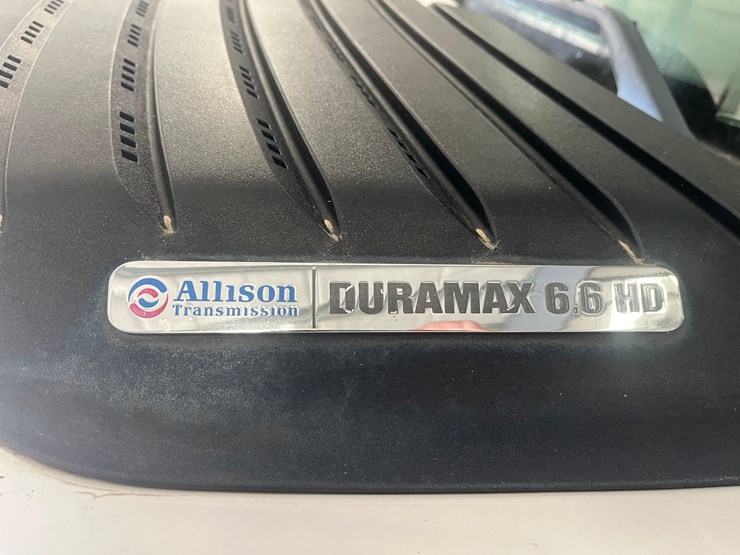 Allison
Transmission
DURAMAX 6.6 HD